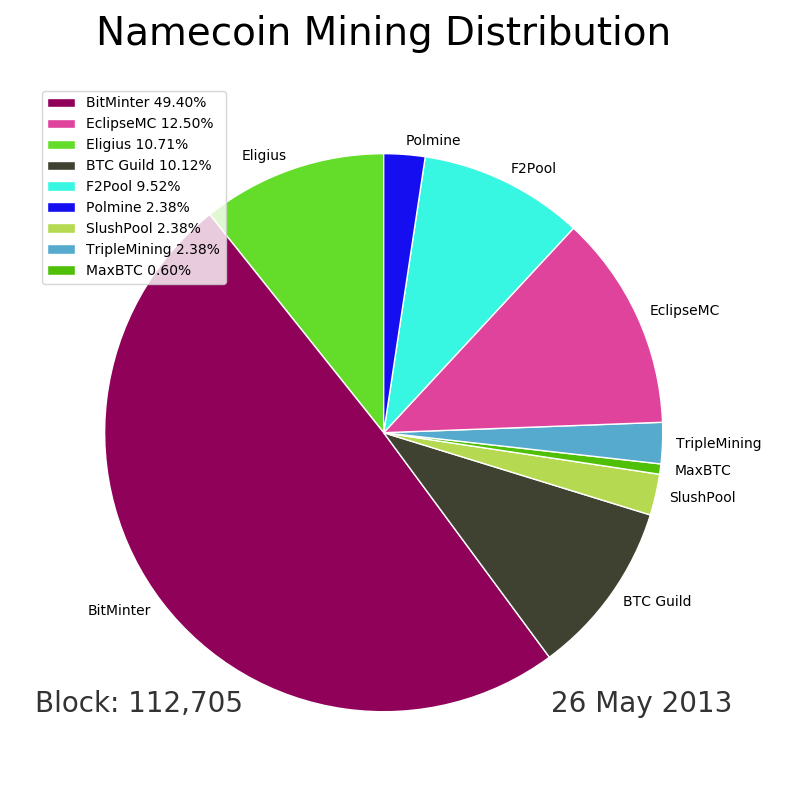 Namecoin Mining Distribution
BitMinter 49.40%
EclipseMC 12.50%
Eligius 10.71%
BTC Guild 10.12%
F2Pool 9.52%
Polmine 2.38%
SlushPool 2.38%
TripleMining 2.38%
MaxBTC 0.60%
Polmine
Eligius
F2Pool
EclipseMC
TripleMining
MaxBTC
SlushPool
BTC Guild
BitMinter
Block: 112,705
26 May 2013